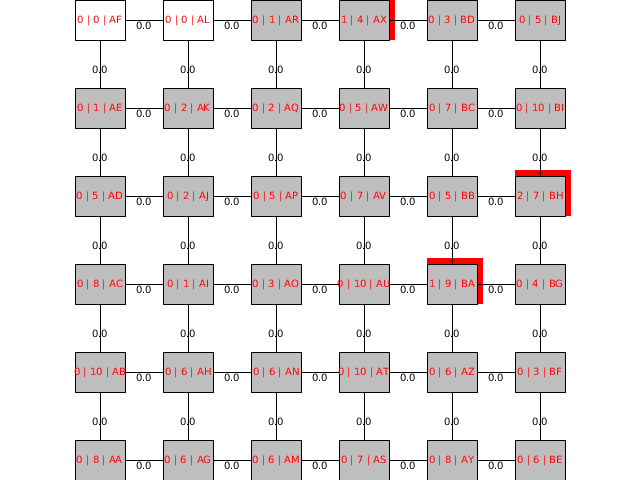 0 | 0 | AF 0.0 0 | 0 | AL 0.0 0 | 1 | AR 0.0 1 | 4 | AX 0.0 0 | 3 | BD 0.0 0 | 5 | BJ
0.0 0.0 0.0 0.0 0.0 0.0
0 | 1 | AE 0.0 0 | 2 | AK 0.0 0 | 2 | AQ 0.0 0 | 5 | AW 0.0 0 | 7 | BC 0.0 0 | 10 | BI
0.0 0.0 0.0 0.0 0.0 0.0
0 | 5 | AD 0.0 0 | 2 | AJ 0.0 0 | 5 | AP 0.0 0 | 7 | AV 0.0 0 | 5 | BB 0.0 2 | 7 | BH
0.0 0.0 0.0 0.0 0.0 0.0
0 | 8 | AC 0.0 0 | 1 | AI 0.0 0 | 3 | AO 0.0 0 | 10 | AU 0.0 1 | 9 | BA 0.0 0 | 4 | BG
0.0 0.0 0.0 0.0 0.0 0.0
0 | 10 | AB 0.0 0 | 6 | AH 0.0 0 | 6 | AN 0.0 0 | 10 | AT 0.0 0 | 6 | AZ 0.0 0 | 3 | BF
0.0 0.0 0.0 0.0 0.0 0.0
0 | 8 | AA 0.0 0 | 6 | AG 0.0 0 | 6 | AM 0.0 0 | 7 | AS 0.0 0 | 8 | AY 0.0 0 | 6 | BE